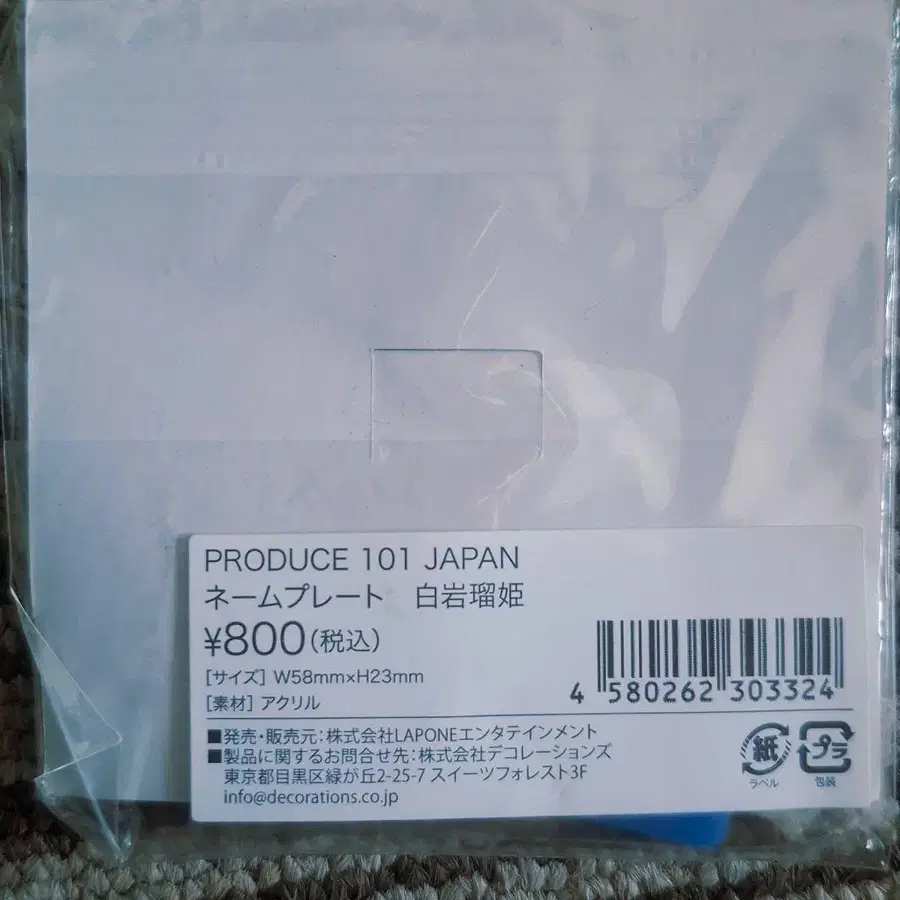 PRODUCE 101 JAPAN
ネームプレート　白岩瑠姫
¥800(税込)
[サイズ] W58mm×H23mm
[素材] アクリル
4 580262 303324
■発売・販売元：株式会社LAPONEエンタテインメント
■製品に関するお問合せ先：株式会社デコレーションズ
東京都目黒区緑が丘2-25-7 スイーツフォレスト3F
info@decorations.co.jp
紙
ラベル
プラ
包装